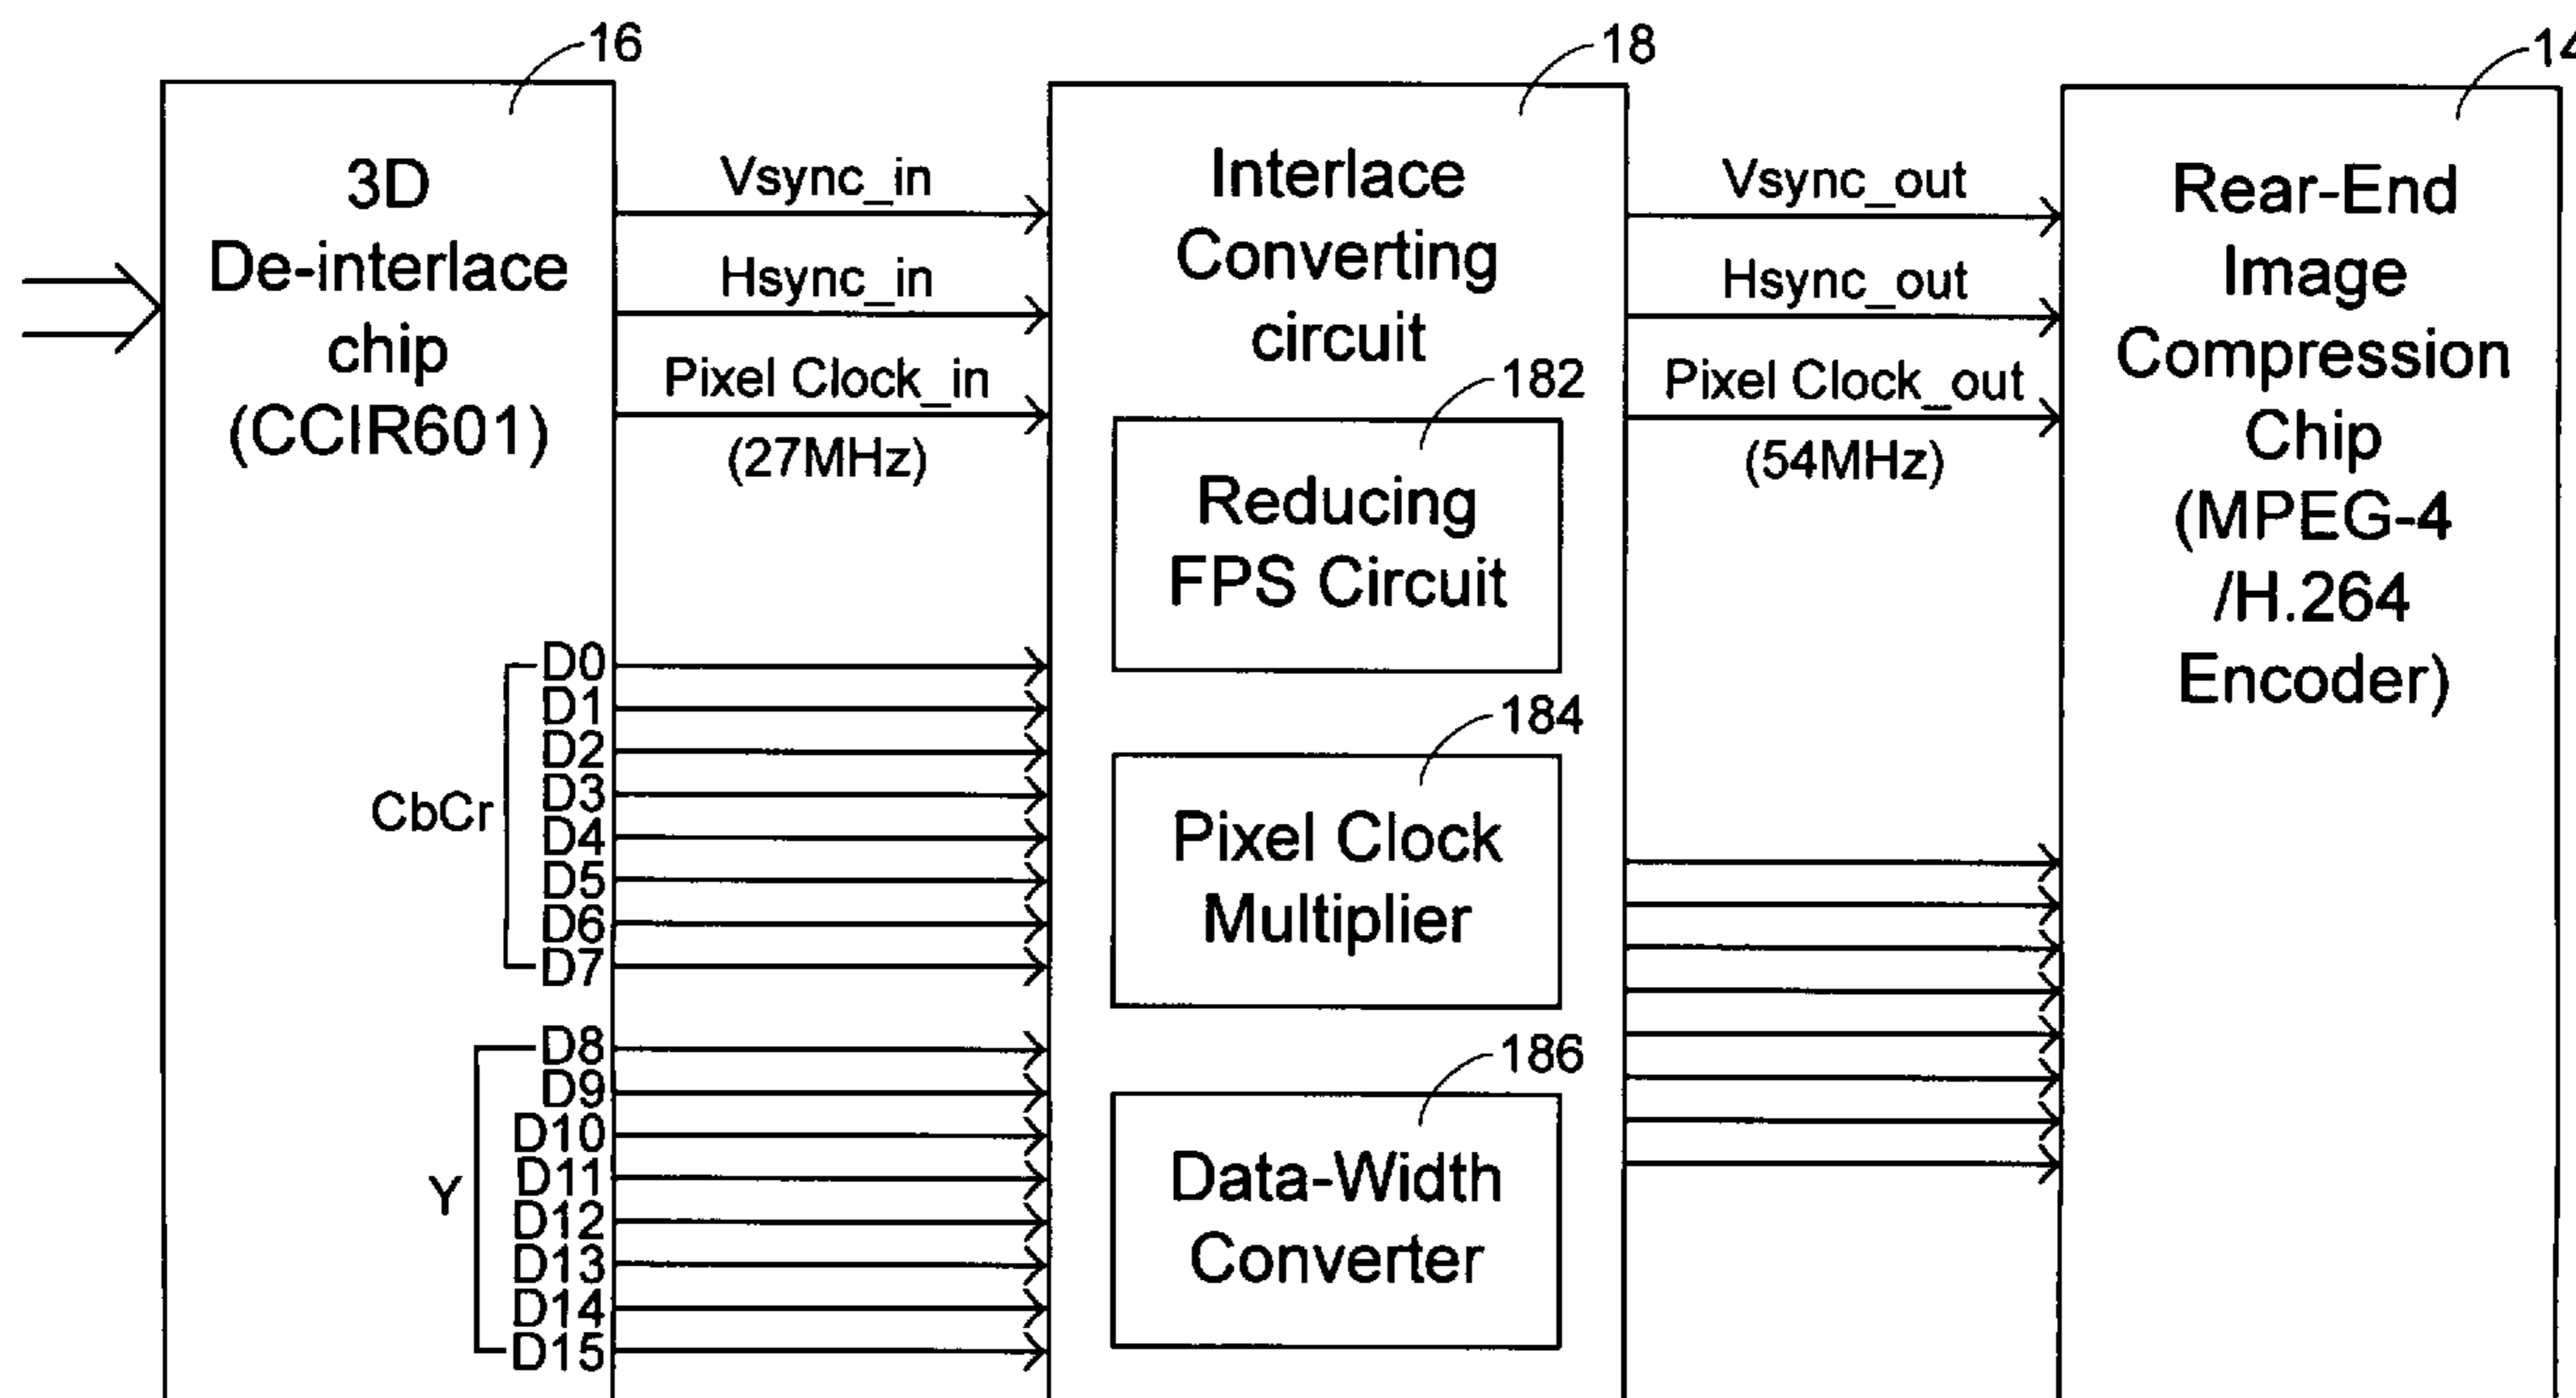 16
3D
De-interlace
chip
(CCIR601)
Vsync_in
Hsync_in
Pixel Clock_in
(27MHz)
CbCr
D0
D1
D2
D3
D4
D5
D6
D7
Y
D8
D9
D10
D11
D12
D13
D14
D15
18
Interlace
Converting
circuit
182
Reducing
FPS Circuit
184
Pixel Clock
Multiplier
186
Data-Width
Converter
Vsync_out
Hsync_out
Pixel Clock_out
(54MHz)
14
Rear-End
Image
Compression
Chip
(MPEG-4
/H.264
Encoder)